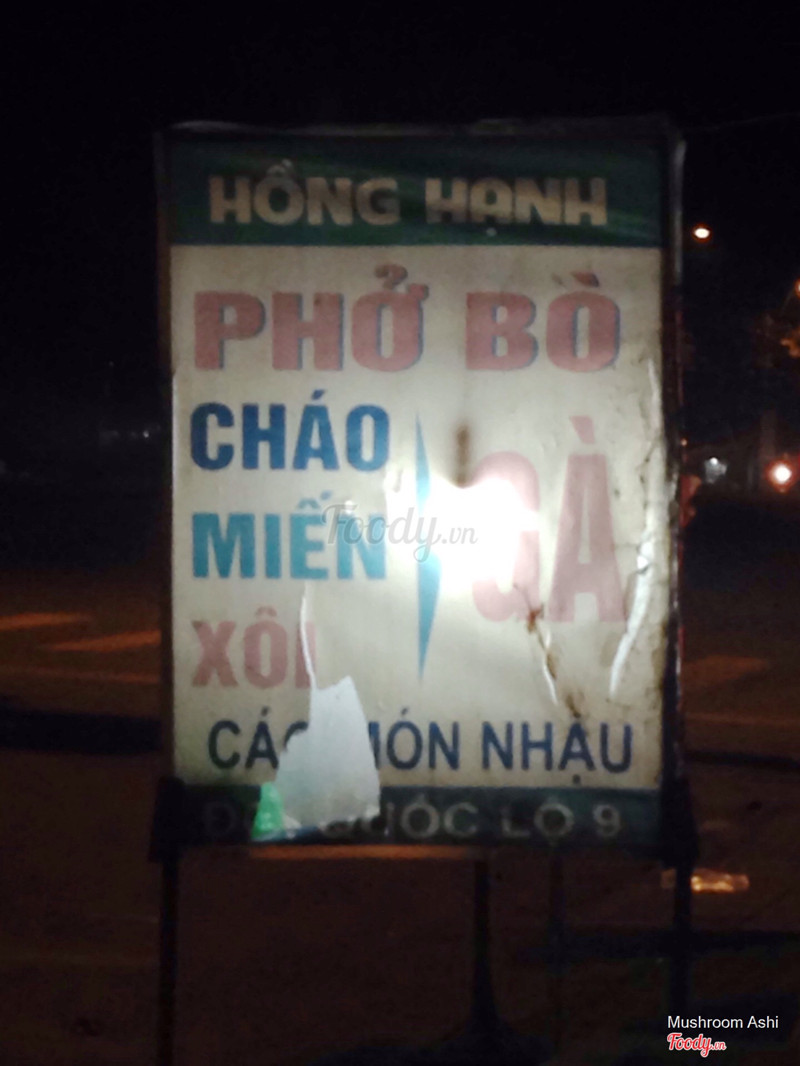 HỒNG HẠNH
PHỞ BÒ
CHÁO
MIẾN
XÔI
GÀ
CÁC MÓN NHẬU
QUỐC LỘ 9
Foody.vn
Mushroom Ashi
Foody.vn